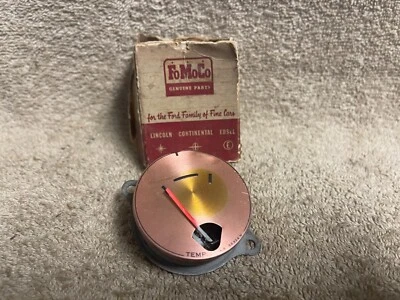 FoMoCo
GENUINE PARTS
for the Ford Family of Fine Cars
LINCOLN CONTINENTAL EDSEL
TEMP